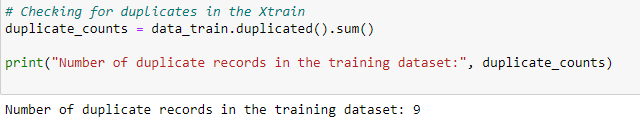 # Checking for duplicates in the Xtrain
duplicate_counts = data_train.duplicated().sum()
print("Number of duplicate records in the training dataset:", duplicate_counts)
Number of duplicate records in the training dataset: 9